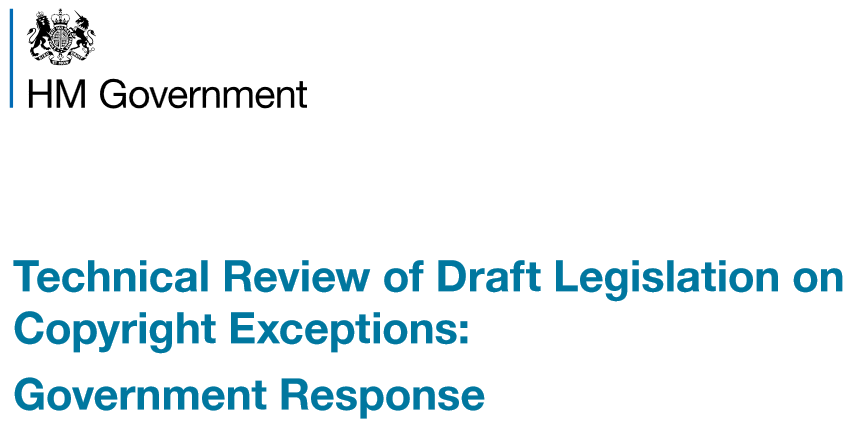 HM Government
Technical Review of Draft Legislation on
Copyright Exceptions:
Government Response